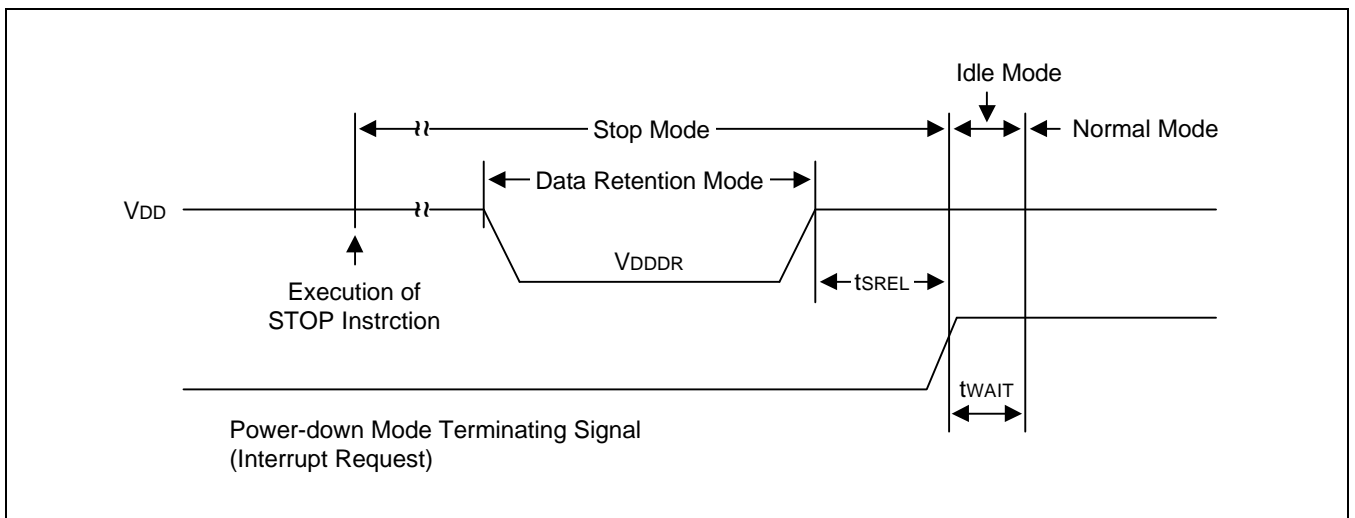 Idle Mode
Stop Mode
Normal Mode
Data Retention Mode
VDD
VDDDR
tSREL
Execution of
STOP Instrction
tWAIT
Power-down Mode Terminating Signal
(Interrupt Request)